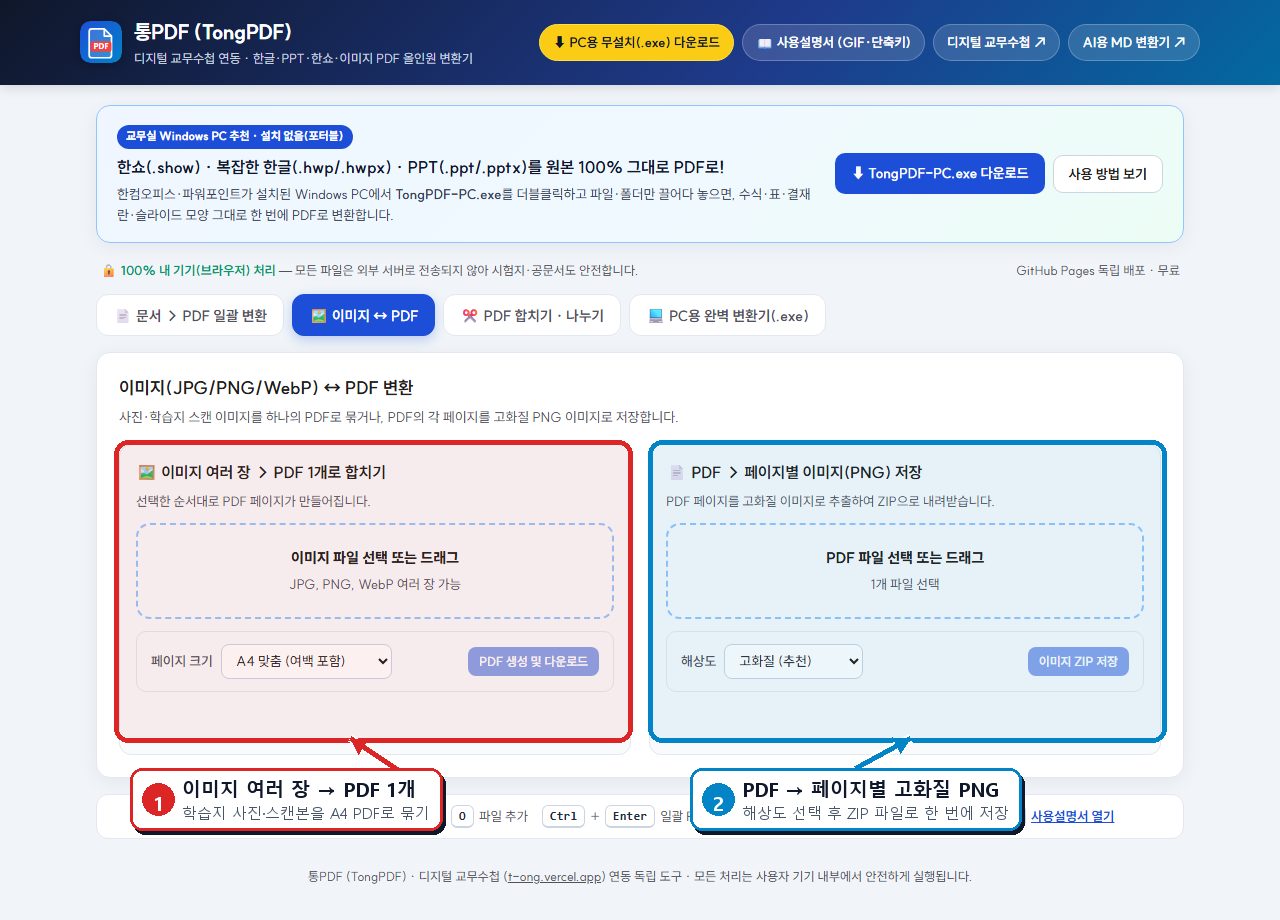 PDF
통PDF (TongPDF)
디지털 교무수첩 연동 · 한글·PPT·한쇼·이미지 PDF 올인원 변환기
⬇ PC용 무설치(.exe) 다운로드
📖 사용설명서 (GIF·단축키)
디지털 교무수첩 ↗
AI용 MD 변환기 ↗
교무실 Windows PC 추천 · 설치 없음(포터블)
한쇼(.show) · 복잡한 한글(.hwp/.hwpx) · PPT(.ppt/.pptx)를 원본 100% 그대로 PDF로!
한컴오피스·파워포인트가 설치된 Windows PC에서 TongPDF-PC.exe를 더블클릭하고 파일·폴더만 끌어다 놓으면, 수식·표·결재
란·슬라이드 모양 그대로 한 번에 PDF로 변환합니다.
⬇ TongPDF-PC.exe 다운로드
사용 방법 보기
🔒 100% 내 기기(브라우저) 처리 — 모든 파일은 외부 서버로 전송되지 않아 시험지·공문서도 안전합니다.
GitHub Pages 독립 배포 · 무료
📄 문서 > PDF 일괄 변환
🖼️ 이미지 ↔ PDF
✂️ PDF 합치기 · 나누기
💻 PC용 완벽 변환기(.exe)
이미지(JPG/PNG/WebP) ↔ PDF 변환
사진·학습지 스캔 이미지를 하나의 PDF로 묶거나, PDF의 각 페이지를 고화질 PNG 이미지로 저장합니다.
🖼️ 이미지 여러 장 > PDF 1개로 합치기
선택한 순서대로 PDF 페이지가 만들어집니다.
이미지 파일 선택 또는 드래그
JPG, PNG, WebP 여러 장 가능
페이지 크기
A4 맞춤 (여백 포함)
PDF 생성 및 다운로드
📄 PDF > 페이지별 이미지(PNG) 저장
PDF 페이지를 고화질 이미지로 추출하여 ZIP으로 내려받습니다.
PDF 파일 선택 또는 드래그
1개 파일 선택
해상도
고화질 (추천)
이미지 ZIP 저장
1
이미지 여러 장 → PDF 1개
학습지 사진·스캔본을 A4 PDF로 묶기
O 파일 추가
Ctrl + Enter 일괄
2
PDF → 페이지별 고화질 PNG
해상도 선택 후 ZIP 파일로 한 번에 저장
사용설명서 열기
통PDF (TongPDF) · 디지털 교무수첩 (t-ong.vercel.app) 연동 독립 도구 · 모든 처리는 사용자 기기 내부에서 안전하게 실행됩니다.